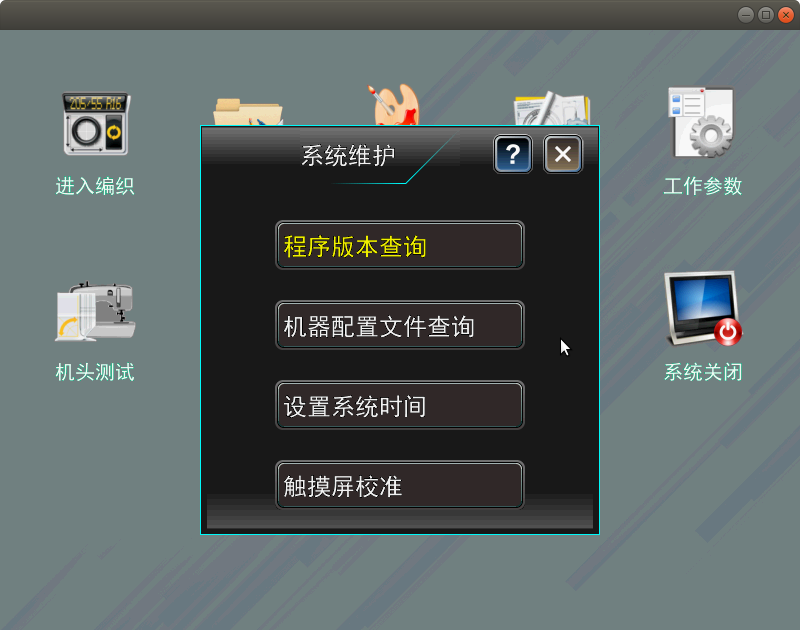 205/55 R16
进入编织
工作参数
系统维护
?
程序版本查询
机器配置文件查询
设置系统时间
触摸屏校准
机头测试
系统关闭